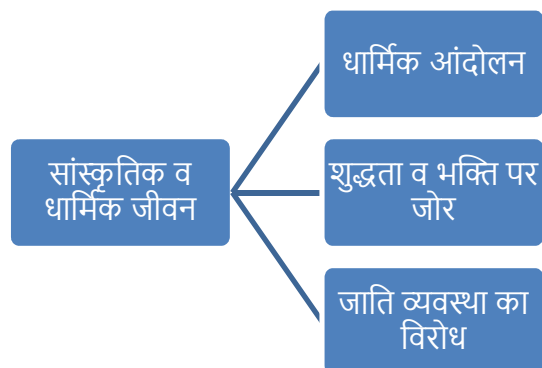 धार्मिक आंदोलन
सांस्कृतिक व
धार्मिक जीवन
शुद्धता व भक्ति पर
जोर
जाति व्यवस्था का
विरोध